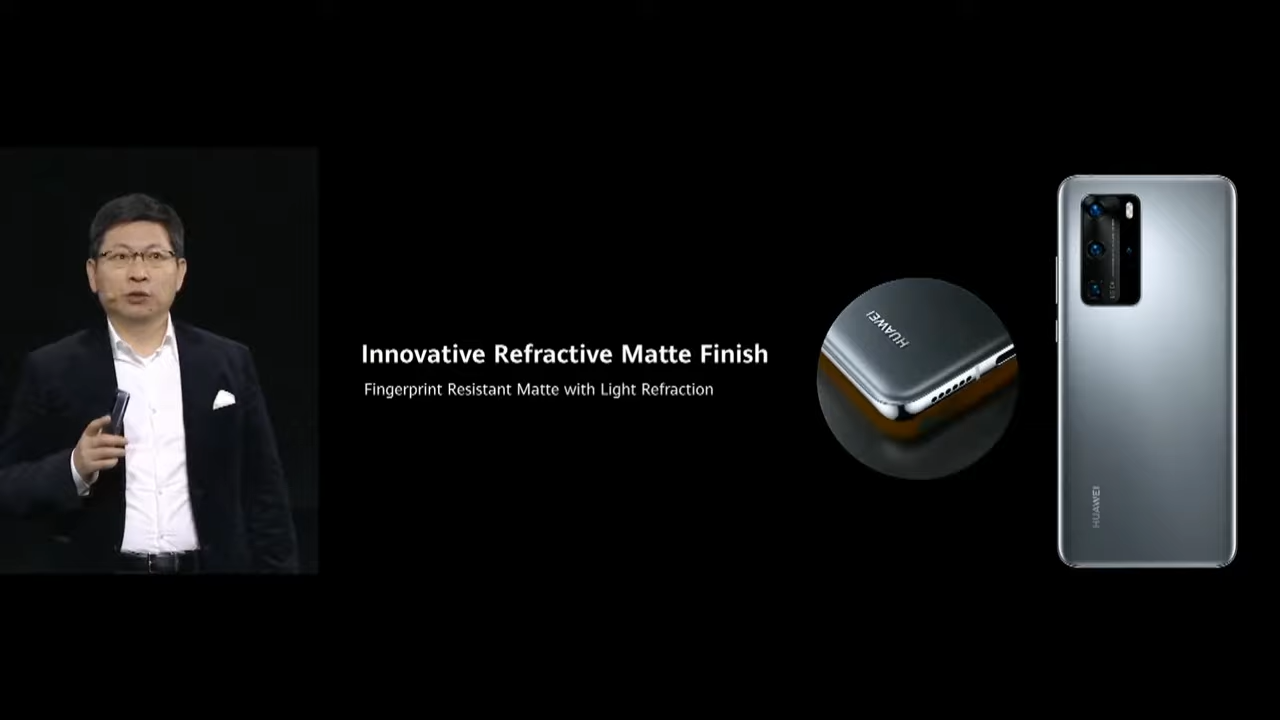 Innovative Refractive Matte Finish
Fingerprint Resistant Matte with Light Refraction
HUAWEI
HUAWEI